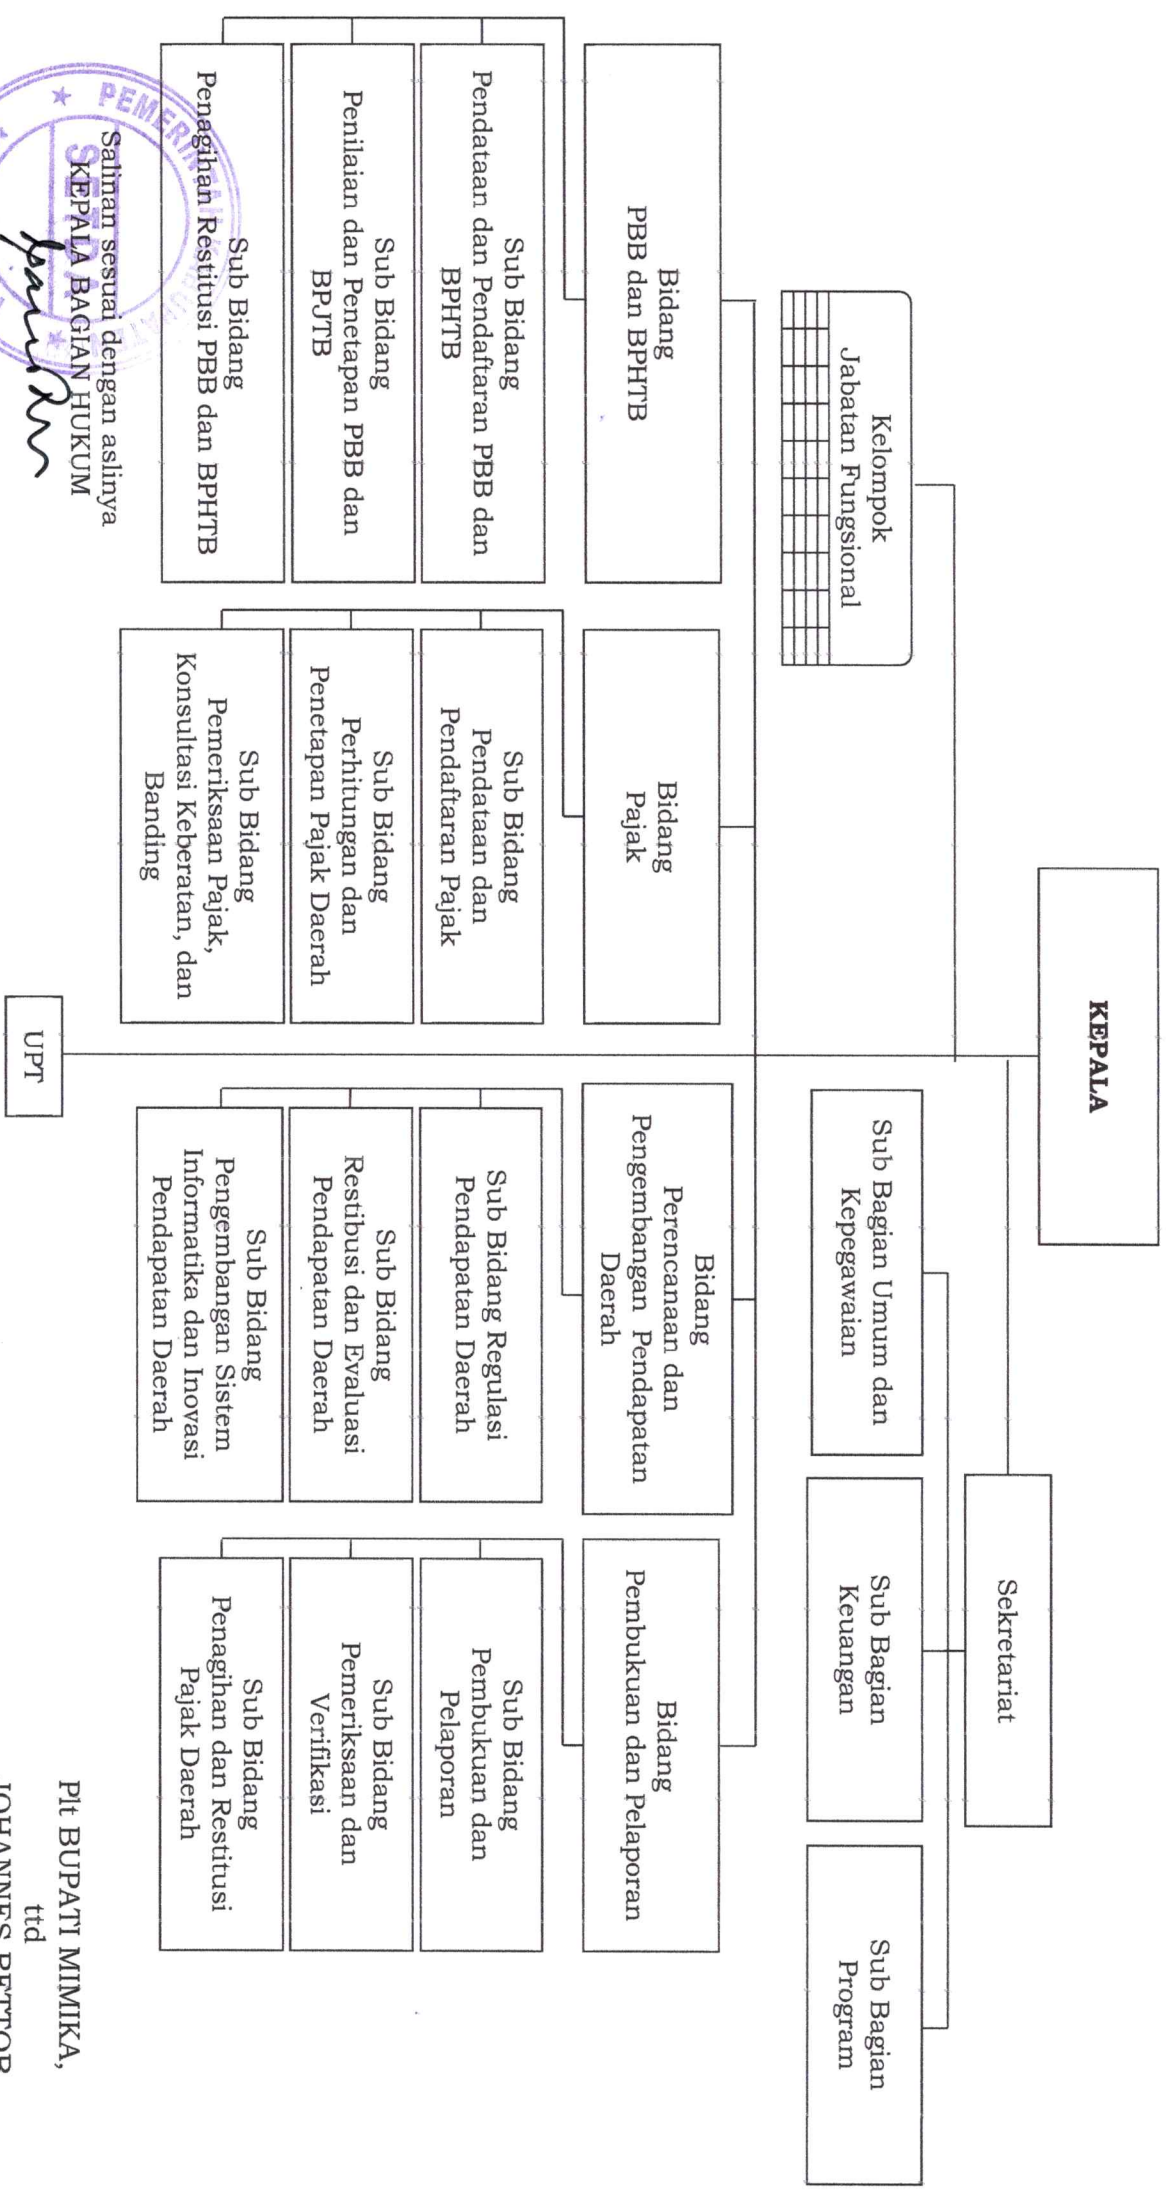 KEPALA
Sekretariat
Kelompok
Jabatan Fungsional
Sub Bagian Umum dan
Kepegawaian
Sub Bagian
Keuangan
Sub Bagian
Program
Bidang
PBB dan BPHTB
Bidang
Pajak
Bidang
Perencanaan dan
Pengembangan Pendapatan
Daerah
Bidang
Pembukuan dan Pelaporan
Sub Bidang
Pendataan dan Pendaftaran PBB dan
BPHTB
Sub Bidang
Penilaian dan Penetapan PBB dan
BPJTB
Sub Bidang
Penagihan Restitusi PBB dan BPHTB
Sub Bidang
Pendataan dan
Pendaftaran Pajak
Sub Bidang
Perhitungan dan
Penetapan Pajak Daerah
Sub Bidang
Pemeriksaan Pajak,
Konsultasi Keberatan, dan
Banding
Sub Bidang Regulasi
Pendapatan Daerah
Sub Bidang
Restibusi dan Evaluasi
Pendapatan Daerah
Sub Bidang
Pengembangan Sistem
Informatika dan Inovasi
Pendapatan Daerah
Sub Bidang
Pembukuan dan
Pelaporan
Sub Bidang
Pemeriksaan dan
Verifikasi
Sub Bidang
Penagihan dan Restitusi
Pajak Daerah
UPT
Salinan sesuai dengan aslinya
KEPALA BAGIAN HUKUM
PEMERINTAH KABUPATEN
SETDA
Plt BUPATI MIMIKA,
ttd
JOHANNES RETTOB